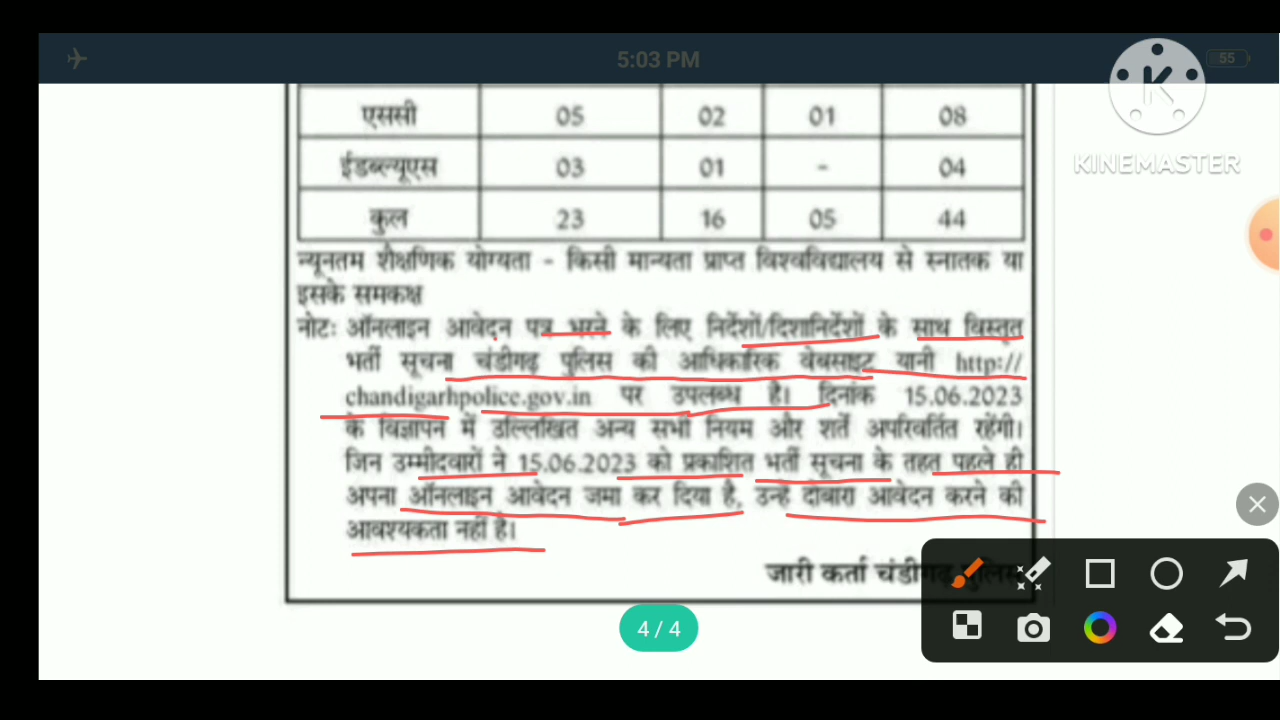 5:03 PM
55
KINEMASTER
एससी 05 02 01 08
ईडब्ल्यूएस 03 01 - 04
कुल 23 16 05 44
न्यूनतम शैक्षणिक योग्यता - किसी मान्यता प्राप्त विश्वविद्यालय से स्नातक या
इसके समकक्ष
नोटः ऑनलाइन आवेदन पत्र भरने के लिए निर्देशों/दिशानिर्देशों के साथ विस्तृत
भर्ती सूचना चंडीगढ़ पुलिस की आधिकारिक वेबसाइट यानी http://
chandigarhpolice.gov.in पर उपलब्ध है। दिनांक 15.06.2023
के विज्ञापन में उल्लिखित अन्य सभी नियम और शर्तें अपरिवर्तित रहेंगी।
जिन उम्मीदवारों ने 15.06.2023 को प्रकाशित भर्ती सूचना के तहत पहले ही
अपना ऑनलाइन आवेदन जमा कर दिया है, उन्हें दोबारा आवेदन करने की
आवश्यकता नहीं है।
जारी कर्ता चंडीगढ़ पुलिस
4 / 4